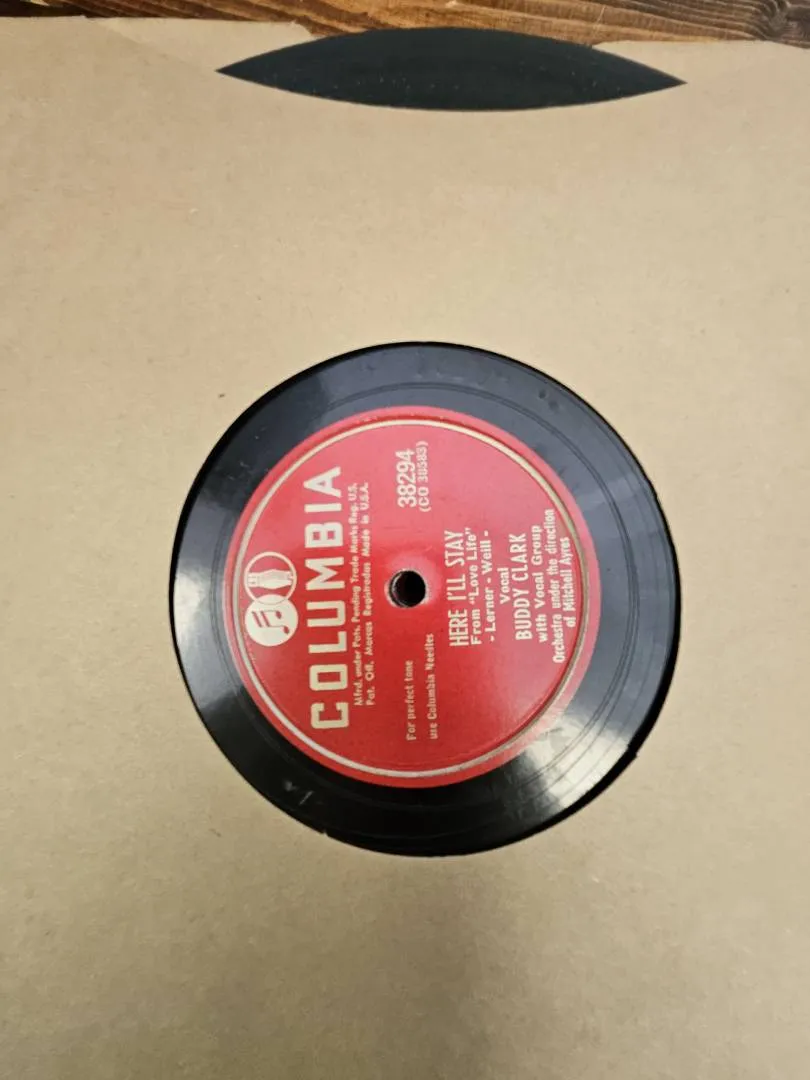 COLUMBIA
Mfrd. under Pats. Pending Trade Marks Reg. U.S.
Pat. Off. Marcas Registradas Made in U.S.A.
38294
(CO 38583)
For perfect tone
use Columbia Needles
HERE I'LL STAY
From "Love Life"
- Lerner - Weill -
Vocal
BUDDY CLARK
with Vocal Group
Orchestra under the direction
of Mitchell Ayres